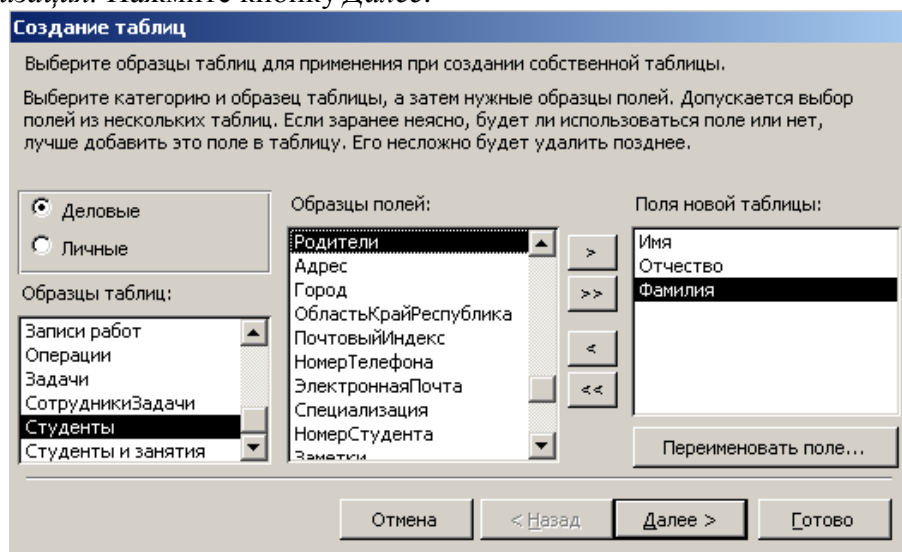 Нажмите кнопку Далее.
Создание таблиц
Выберите образцы таблиц для применения при создании собственной таблицы.
Выберите категорию и образец таблицы, а затем нужные образцы полей. Допускается выбор
полей из нескольких таблиц. Если заранее неясно, будет ли использоваться поле или нет,
лучше добавить это поле в таблицу. Его несложно будет удалить позднее.
Деловые
Личные
Образцы таблиц:
Записи работ
Операции
Задачи
СотрудникиЗадачи
Студенты
Студенты и занятия
Образцы полей:
Родители
Адрес
Город
ОбластьКрайРеспублика
ПочтовыйИндекс
НомерТелефона
ЭлектроннаяПочта
Специализация
НомерСтудента
Заметки
>
>>
<
<<
Поля новой таблицы:
Имя
Отчество
Фамилия
Переименовать поле...
Отмена
< Назад
Далее >
Готово